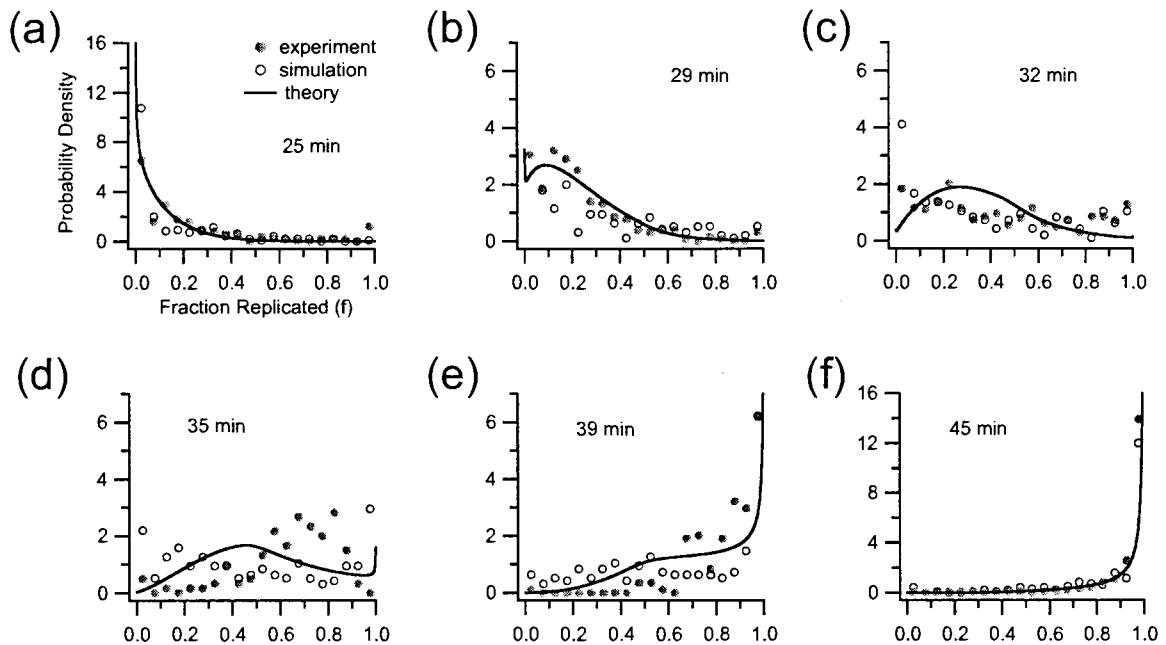 (a)
16
12
8
4
0
Probability Density
experiment
simulation
theory
25 min
0.0 0.2 0.4 0.6 0.8 1.0
Fraction Replicated (f)
(b)
6
4
2
0
29 min
0.0 0.2 0.4 0.6 0.8 1.0
(c)
6
4
2
0
32 min
0.0 0.2 0.4 0.6 0.8 1.0
(d)
6
4
2
0
35 min
0.0 0.2 0.4 0.6 0.8 1.0
(e)
6
4
2
0
39 min
0.0 0.2 0.4 0.6 0.8 1.0
(f)
16
12
8
4
0
45 min
0.0 0.2 0.4 0.6 0.8 1.0